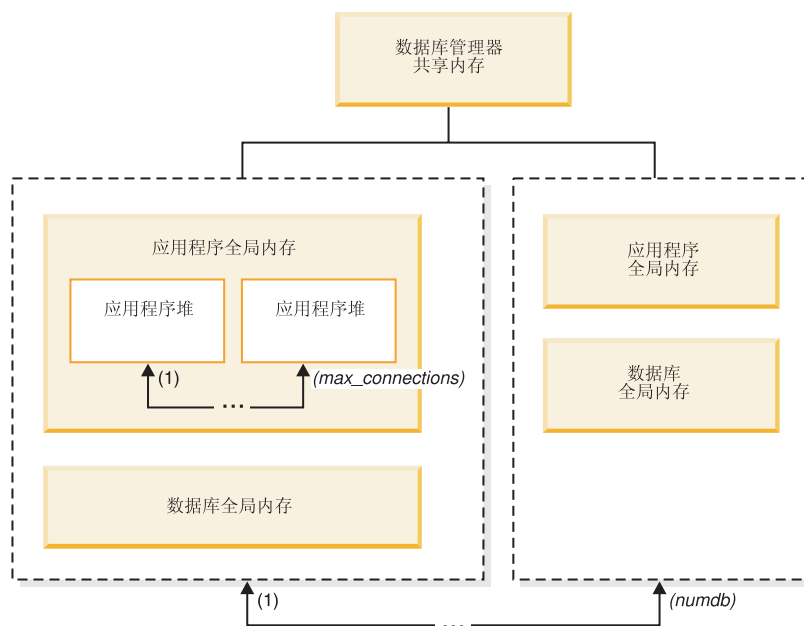 数据库管理器
共享内存
应用程序全局内存
应用程序堆
应用程序堆
(1)
...
(max_connections)
数据库全局内存
应用程序
全局内存
数据库
全局内存
(1)
...
(numdb)